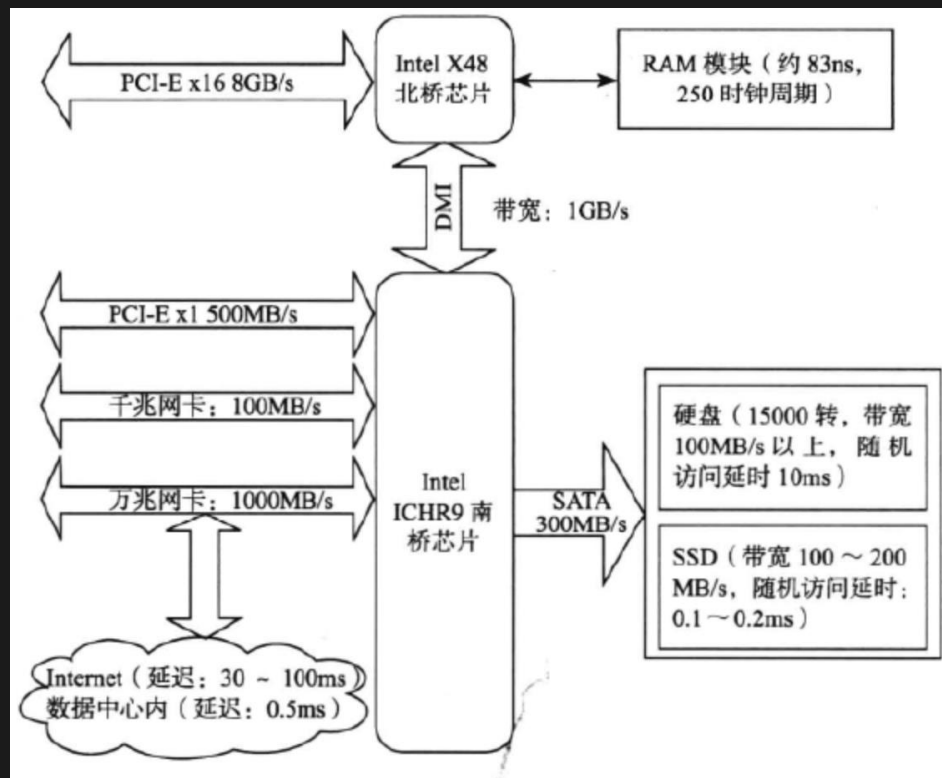 PCI-E x16 8GB/s
Intel X48
北桥芯片
RAM 模块（约 83ns，
250 时钟周期）
DMI
带宽：1GB/s
PCI-E x1 500MB/s
千兆网卡：100MB/s
万兆网卡：1000MB/s
Intel
ICHR9 南
桥芯片
SATA
300MB/s
硬盘（15000 转，带宽
100MB/s 以上，随机
访问延时 10ms）
SSD（带宽 100 ～ 200
MB/s，随机访问延时：
0.1～0.2ms）
Internet（延迟：30 ~ 100ms）
数据中心内（延迟：0.5ms）